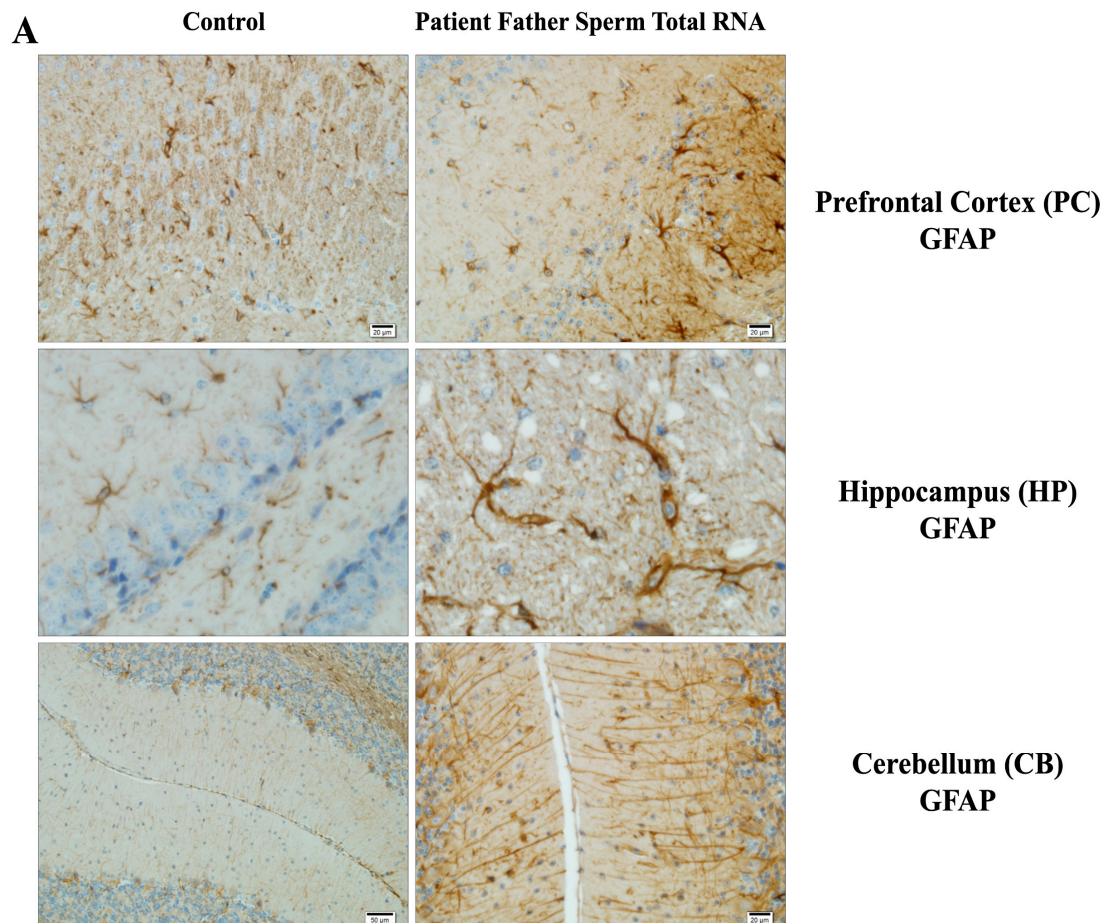 A
Control
Patient Father Sperm Total RNA
20 µm
20 µm
Prefrontal Cortex (PC)
GFAP
Hippocampus (HP)
GFAP
50 µm
20 µm
Cerebellum (CB)
GFAP